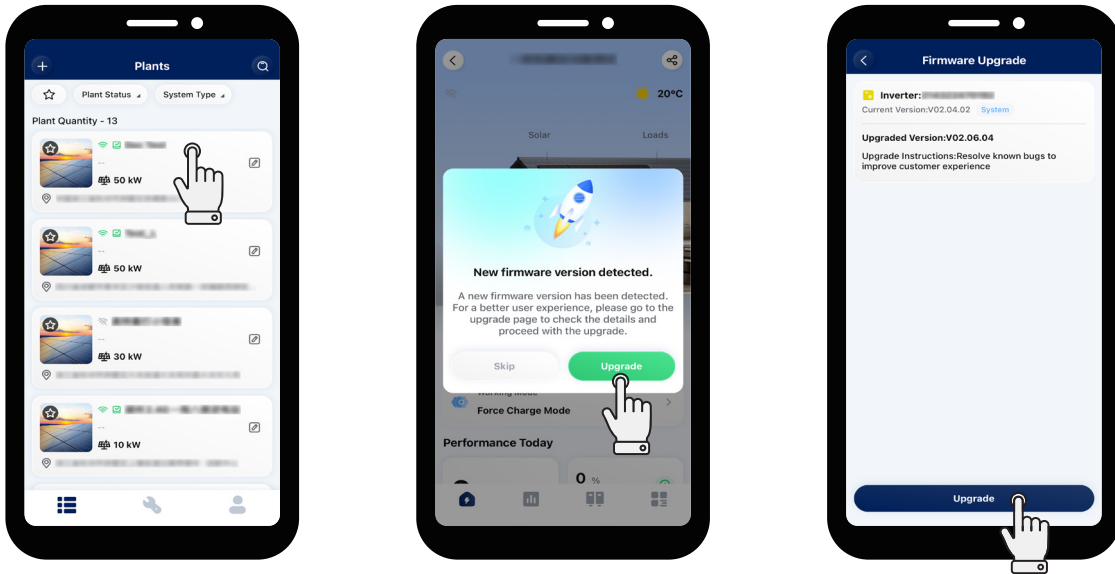 Plants
Plant Status
System Type
Plant Quantity - 13
--
50 kW
--
50 kW
--
30 kW
--
10 kW
20°C
Solar
Loads
New firmware version detected.
A new firmware version has been detected.
For a better user experience, please go to the
upgrade page to check the details and
proceed with the upgrade.
Skip
Upgrade
Working Mode
Force Charge Mode
Performance Today
0 %
Firmware Upgrade
Inverter:
Current Version:V02.04.02 System
Upgraded Version:V02.06.04
Upgrade Instructions:Resolve known bugs to
improve customer experience
Upgrade